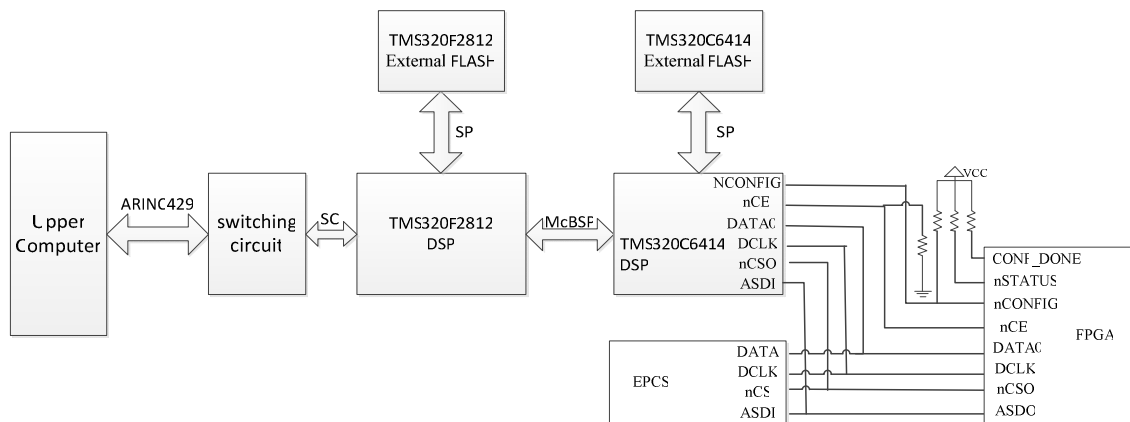 TMS320F2812
External FLASH
TMS320C6414
External FLASH
SP
SP
Upper
Computer
ARINC429
switching
circuit
SC
TMS320F2812
DSP
McBSP
TMS320C6414
DSP
NCONFIG
nCE
DATA0
DCLK
nCSO
ASDI
VCC
CONF_DONE
nSTATUS
nCONFIG
nCE
DATA0
DCLK
nCSO
ASDO
FPGA
EPCS
DATA
DCLK
nCS
ASDI